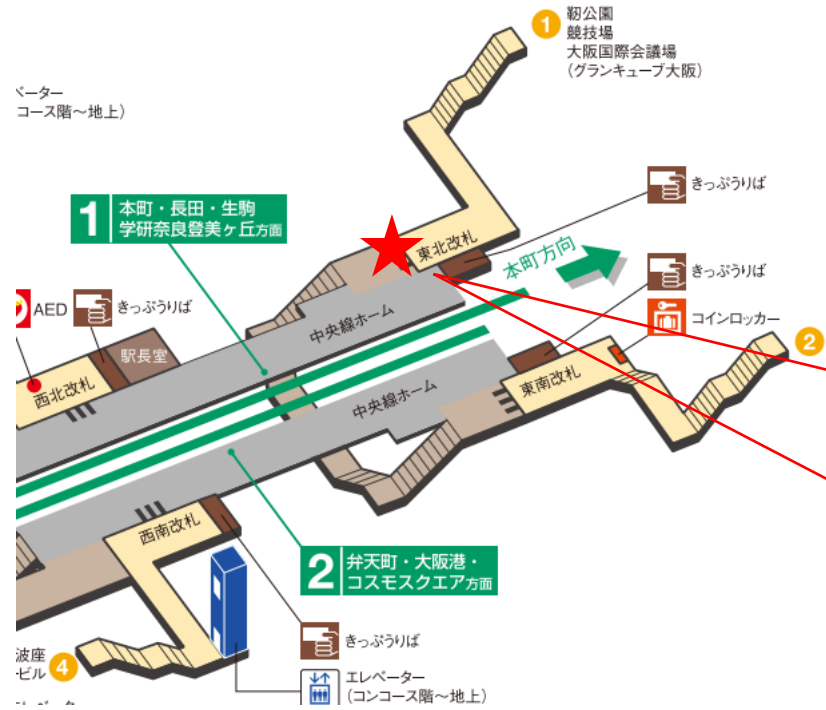 1
靭公園
競技場
大阪国際会議場
(グランキューブ大阪)
ベーター
コース階〜地上)
きっぷうりば
1
本町・長田・生駒
学研奈良登美ヶ丘方面
東北改札
本町方向
きっぷうりば
AED
きっぷうりば
コインロッカー
中央線ホーム
2
駅長室
西北改札
中央線ホーム
東南改札
西南改札
2
弁天町・大阪港・
コスモスクエア方面
波座
ービル
4
きっぷうりば
エレベーター
(コンコース階〜地上)